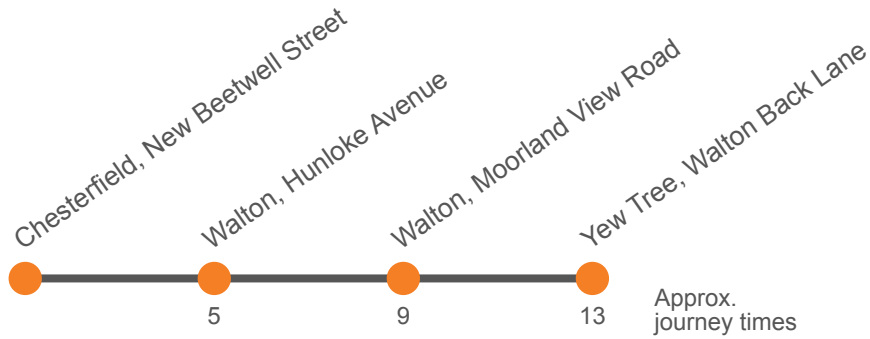 Chesterfield, New Beetwell Street
Walton, Hunloke Avenue
Walton, Moorland View Road
Yew Tree, Walton Back Lane
5
9
13
Approx.
journey times